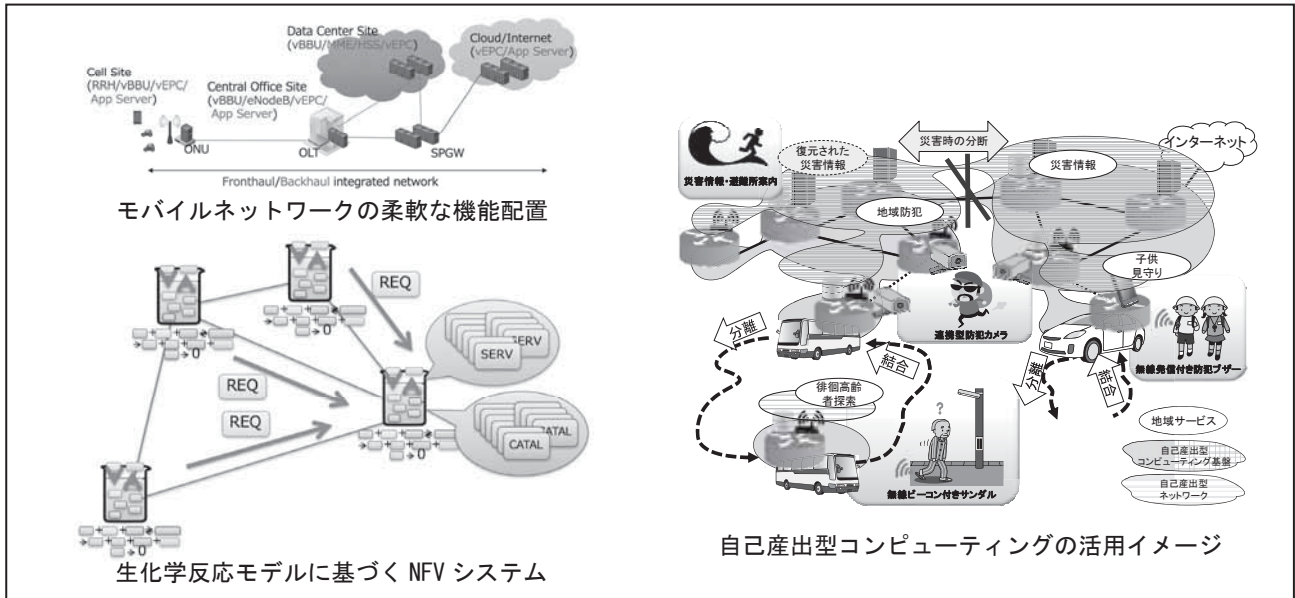 Data Center Site
(vBBU/MME/HSS/vEPC)
Cloud/Internet
(vEPC/App Server)
Cell Site
(RRH/vBBU/vEPC/
App Server)
Central Office Site
(vBBU/eNodeB/vEPC/
App Server)
ONU
OLT
SPGW
Fronthaul/Backhaul integrated network
モバイルネットワークの柔軟な機能配置
REQ
REQ
REQ
SERV
SERV
CATAL
CATAL
0
0
0
0
生化学反応モデルに基づく NFV システム
災害情報・避難所案内
復元された
災害情報
災害時の分断
災害情報
インターネット
地域防犯
子供
見守り
連携型防犯カメラ
無線発信付き防犯ブザー
分離
結合
分離
結合
徘徊高齢
者探索
?
無線ビーコン付きサンダル
地域サービス
自己産出型
コンピューティング基盤
自己産出型
ネットワーク
自己産出型コンピューティングの活用イメージ